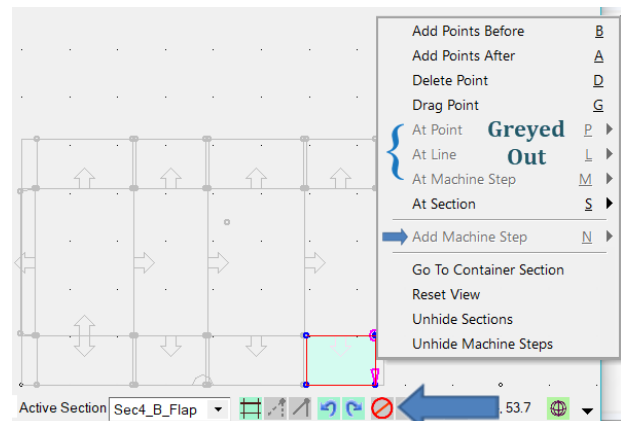 Add Points Before B
Add Points After A
Delete Point D
Drag Point G
At Point Greyed P
At Line Out L
At Machine Step M
At Section S
Add Machine Step N
Go To Container Section
Reset View
Unhide Sections
Unhide Machine Steps
Active Section Sec4_B_Flap , 53.7